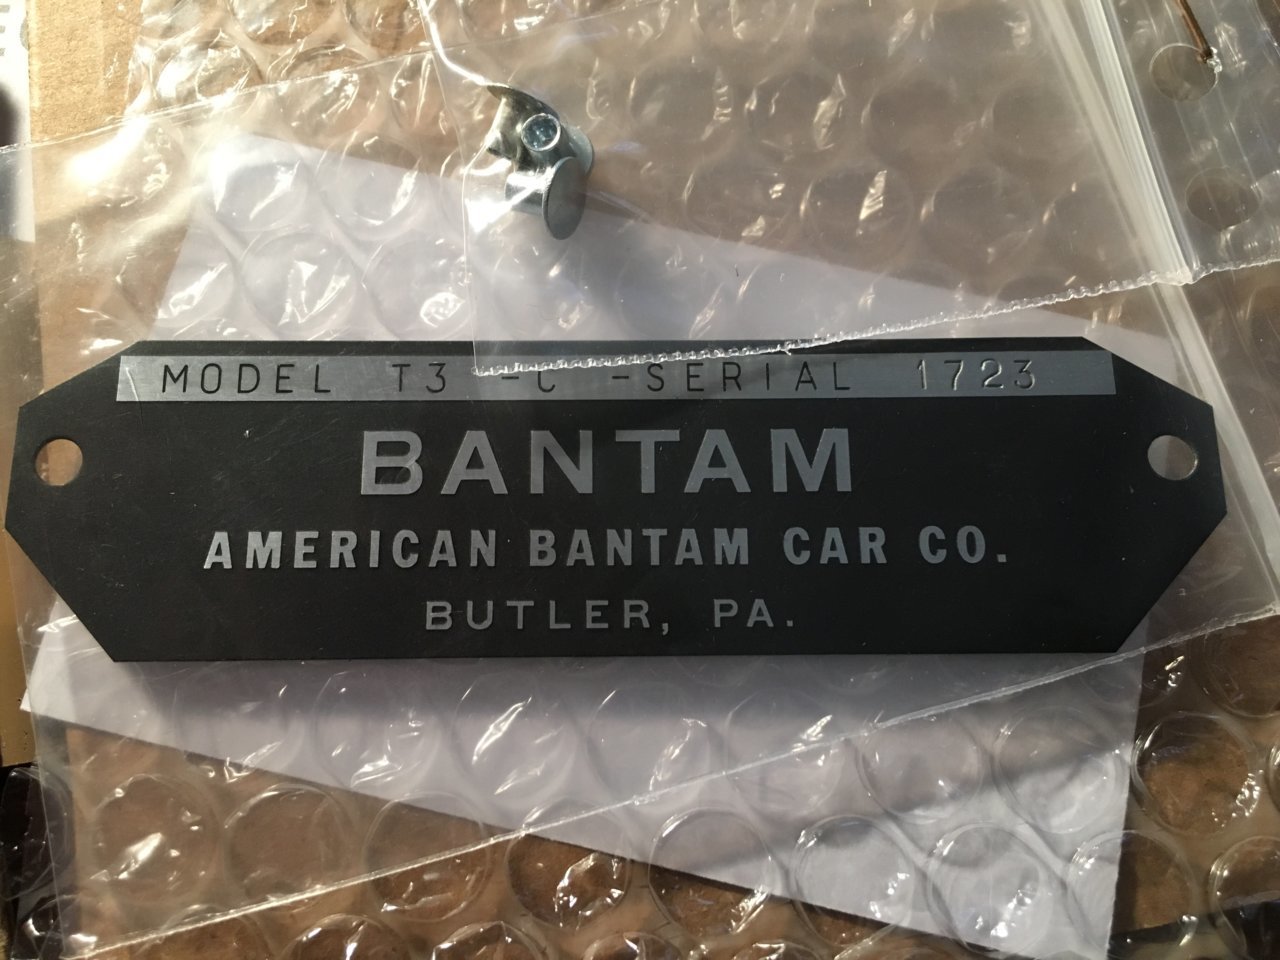 MODEL T3 -C -SERIAL 1723
BANTAM
AMERICAN BANTAM CAR CO.
BUTLER, PA.